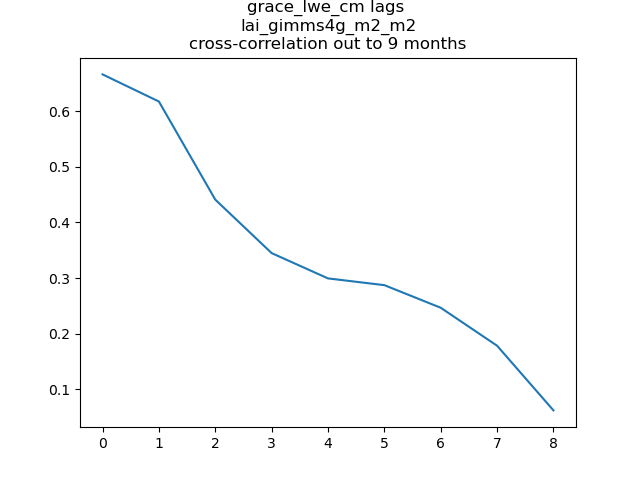 grace_lwe_cm lags
lai_gimms4g_m2_m2
cross-correlation out to 9 months
0.6
0.5
0.4
0.3
0.2
0.1
0 1 2 3 4 5 6 7 8